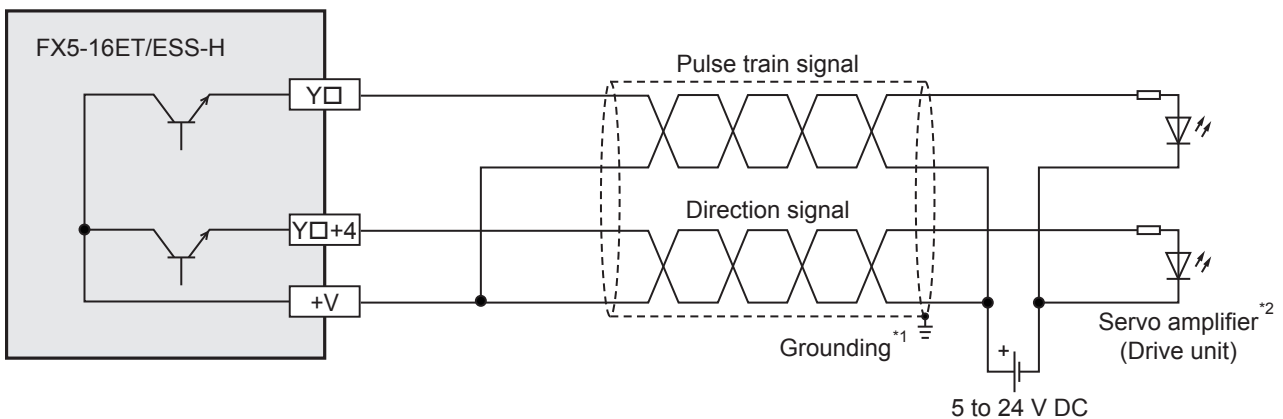 FX5-16ET/ESS-H
Pulse train signal
Y□
Direction signal
Y□+4
+V
Grounding*1
Servo amplifier*2
(Drive unit)
+
5 to 24 V DC